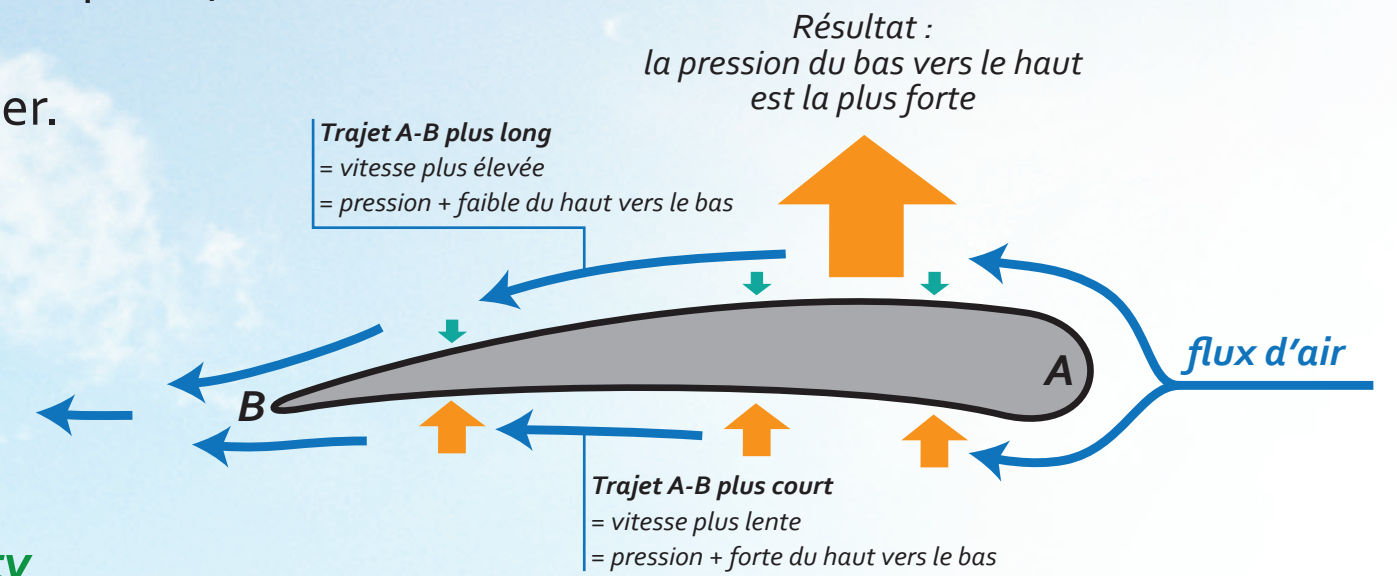 er.
Résultat :
la pression du bas vers le haut
est la plus forte
Trajet A-B plus long
= vitesse plus élevée
= pression + faible du haut vers le bas
flux d'air
A
B
Trajet A-B plus court
= vitesse plus lente
= pression + forte du haut vers le bas